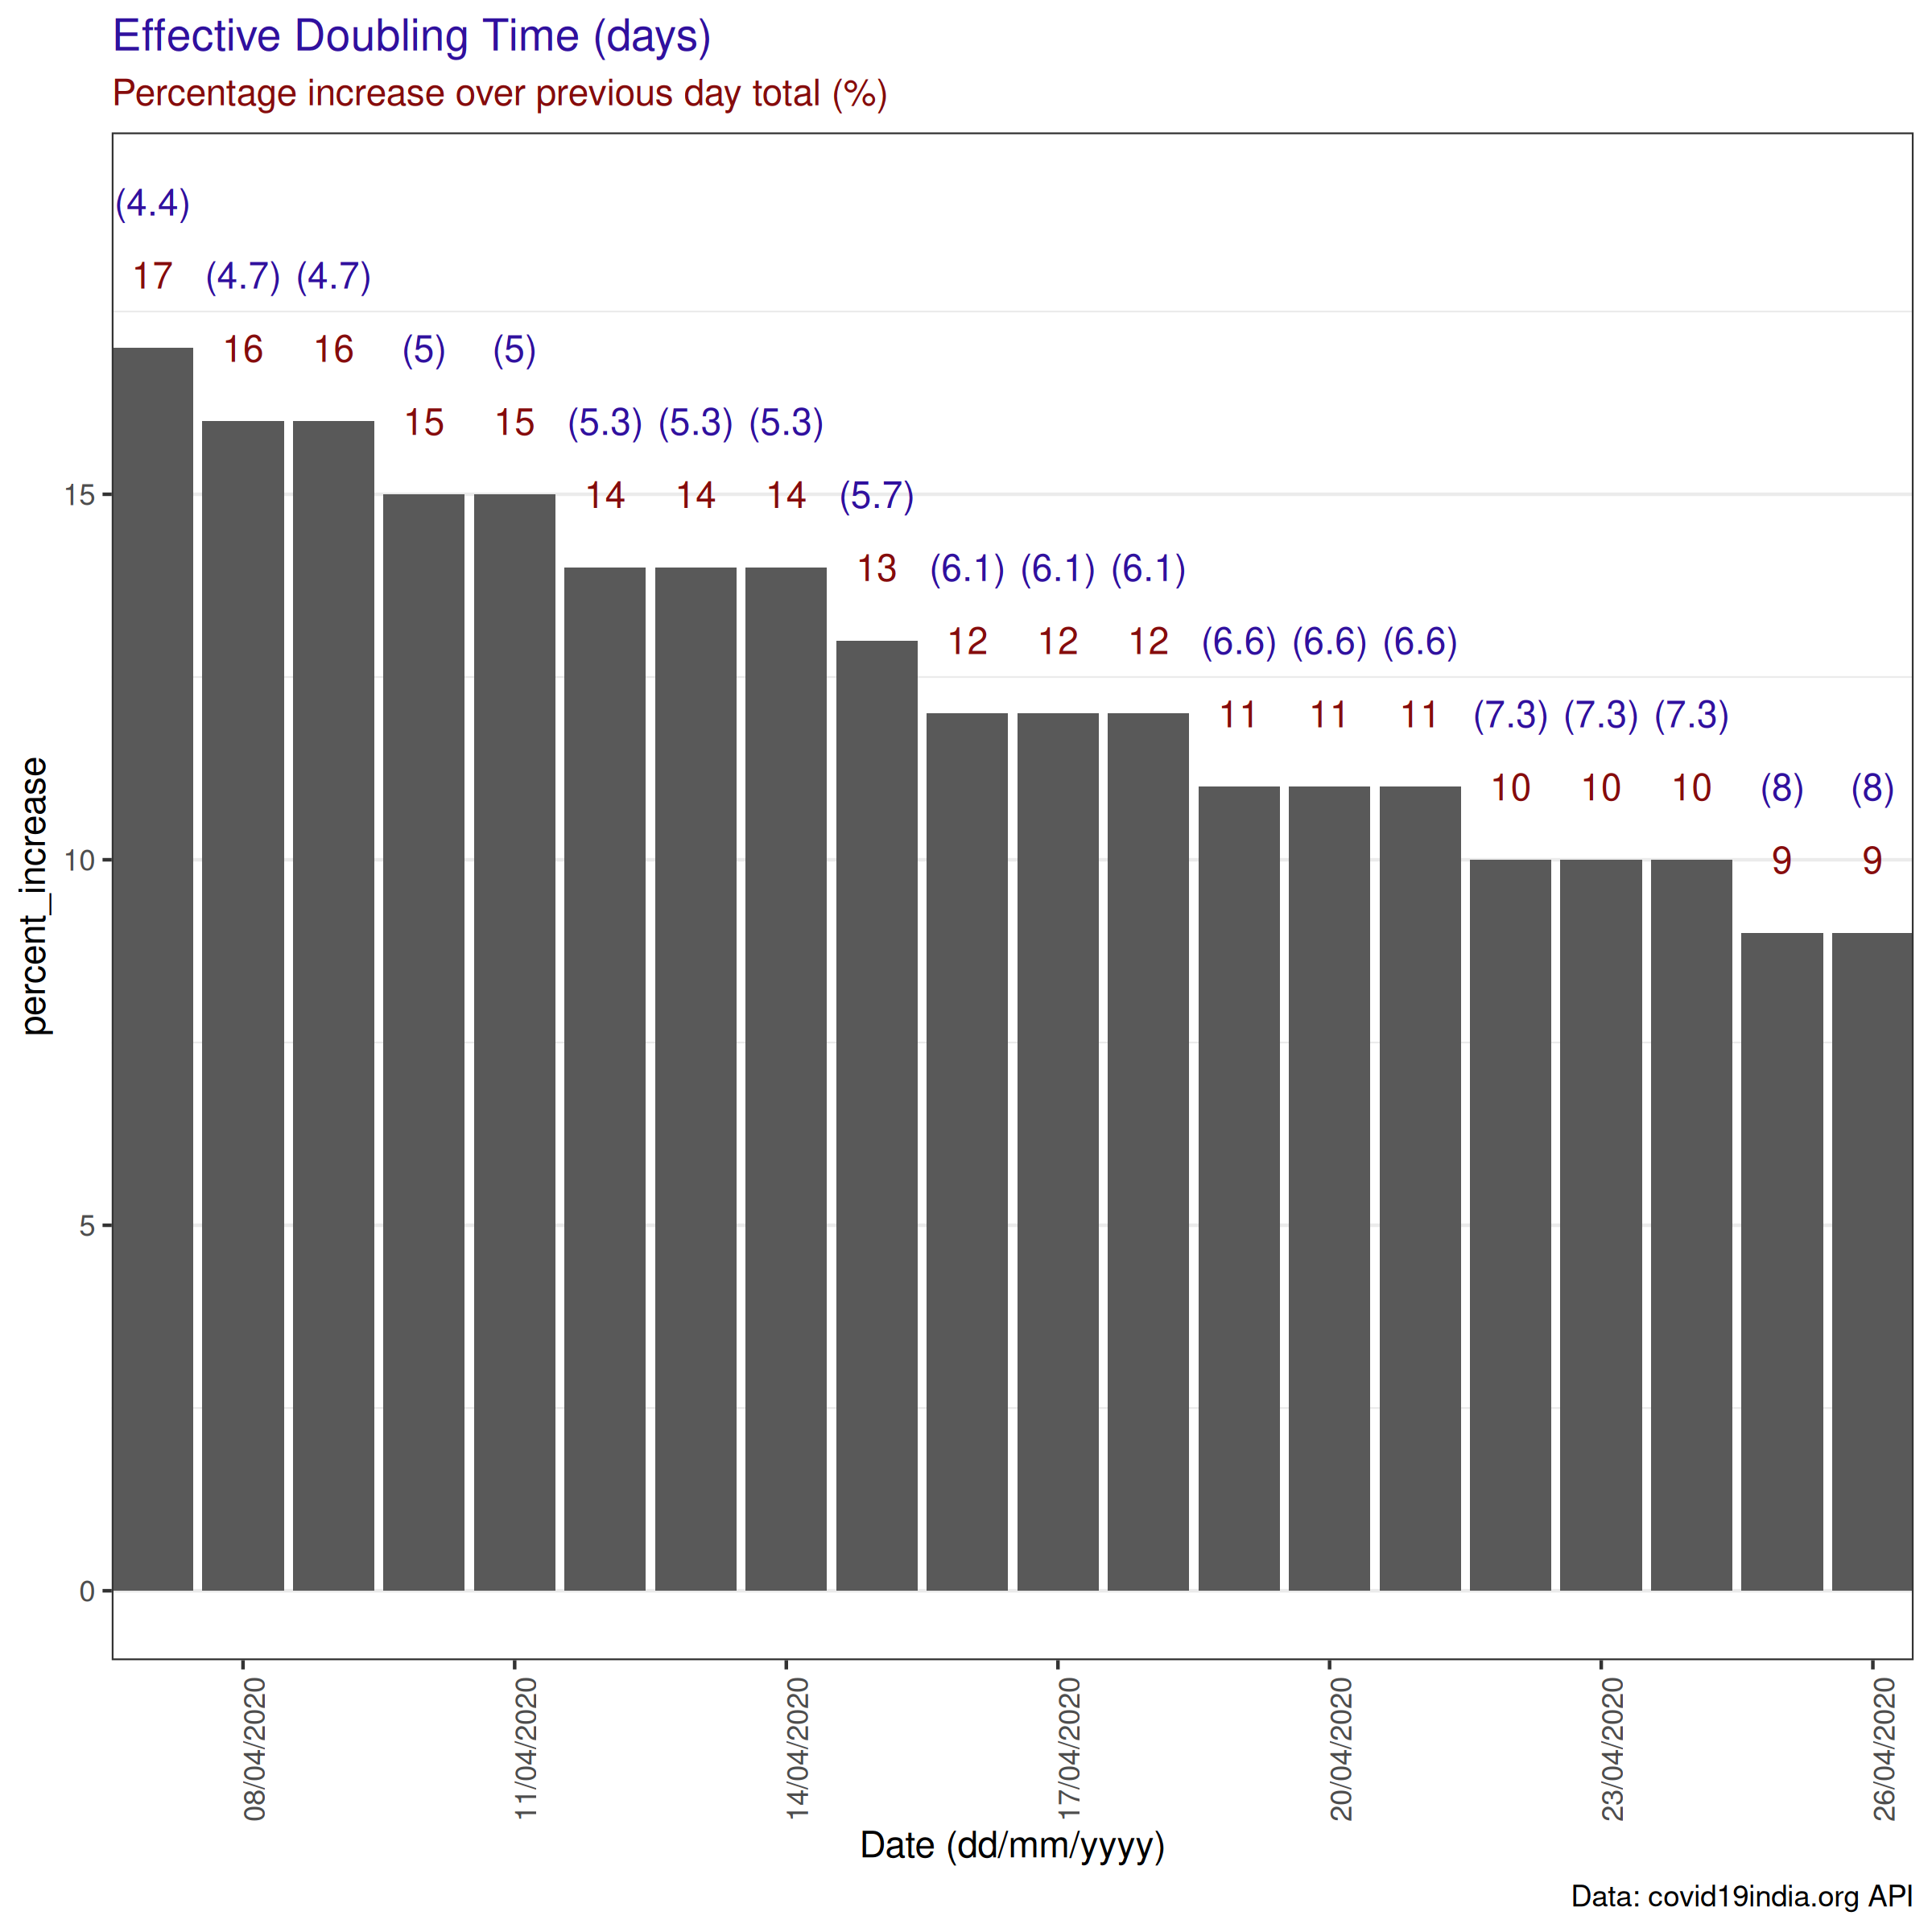 Effective Doubling Time (days)
Percentage increase over previous day total (%)
(4.4)
17 (4.7) (4.7)
16 16 (5) (5)
15 15 (5.3) (5.3) (5.3)
15 14 14 14 (5.7)
13 (6.1) (6.1) (6.1)
12 12 12 (6.6) (6.6) (6.6)
11 11 11 (7.3) (7.3) (7.3)
10 10 10 (8) (8)
10 9 9
5
0
percent_increase
08/04/2020 11/04/2020 14/04/2020 17/04/2020 20/04/2020 23/04/2020 26/04/2020
Date (dd/mm/yyyy)
Data: covid19india.org API